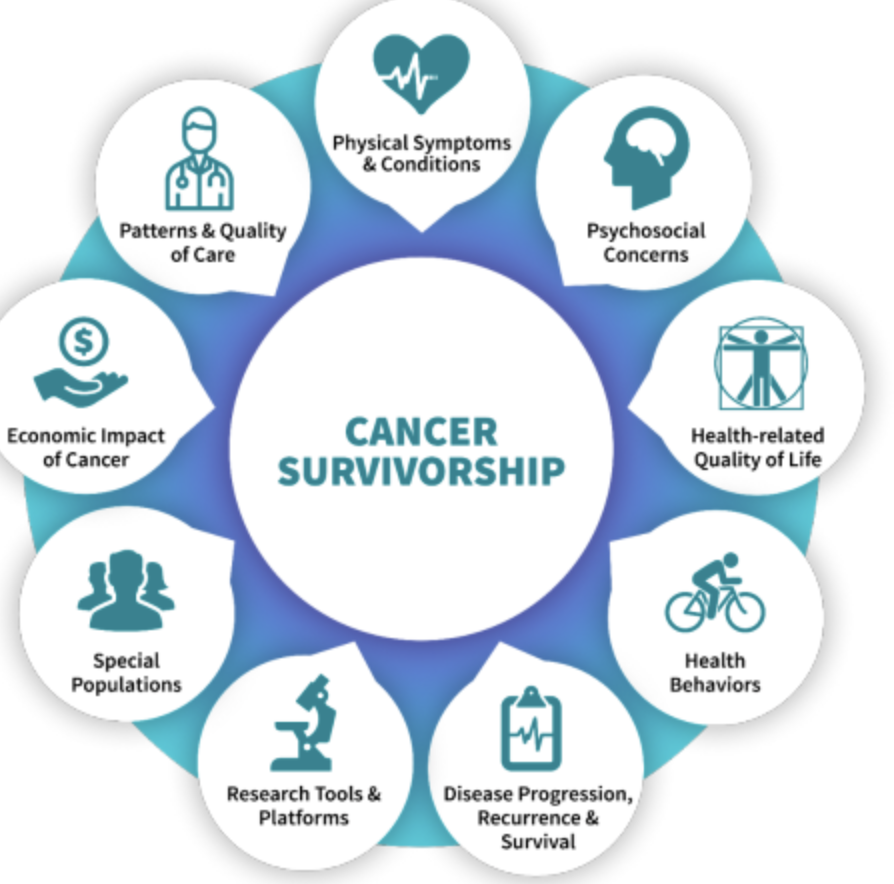 Physical Symptoms
& Conditions
Psychosocial
Concerns
Health-related
Quality of Life
Health
Behaviors
Disease Progression,
Recurrence &
Survival
Research Tools &
Platforms
Special
Populations
$
Economic Impact
of Cancer
Patterns & Quality
of Care
CANCER
SURVIVORSHIP